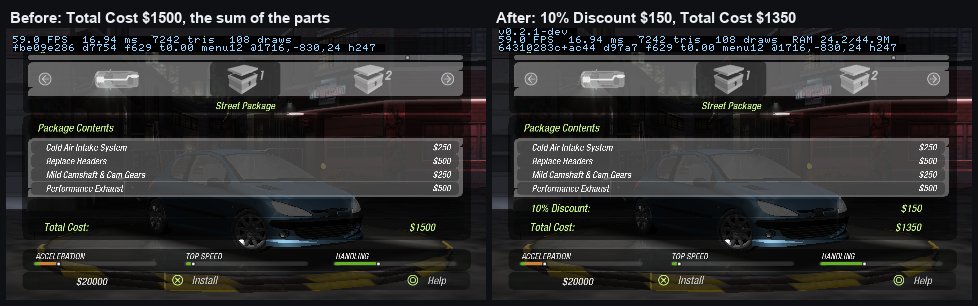 Before: Total Cost $1500, the sum of the parts
59.0 FPS 16.94 ms 7242 tris 108 draws
fbe09e286 d7754 f629 t0.00 menu12 @1716,-830,24 h247
1
2
Street Package
Package Contents
Cold Air Intake System $250
Replace Headers $500
Mild Camshaft & Cam Gears $250
Performance Exhaust $500
Total Cost: $1500
ACCELERATION TOP SPEED HANDLING
$20000 Install Help
After: 10% Discount $150, Total Cost $1350
v0.2.1-dev
59.0 FPS 16.94 ms 7242 tris 108 draws RAM 24.2/44.9M
64310283c+ac44 d97a7 f629 t0.00 menu12 @1716,-830,24 h247
1
2
Street Package
Package Contents
Cold Air Intake System $250
Replace Headers $500
Mild Camshaft & Cam Gears $250
Performance Exhaust $500
10% Discount: $150
Total Cost: $1350
ACCELERATION TOP SPEED HANDLING
$20000 Install Help